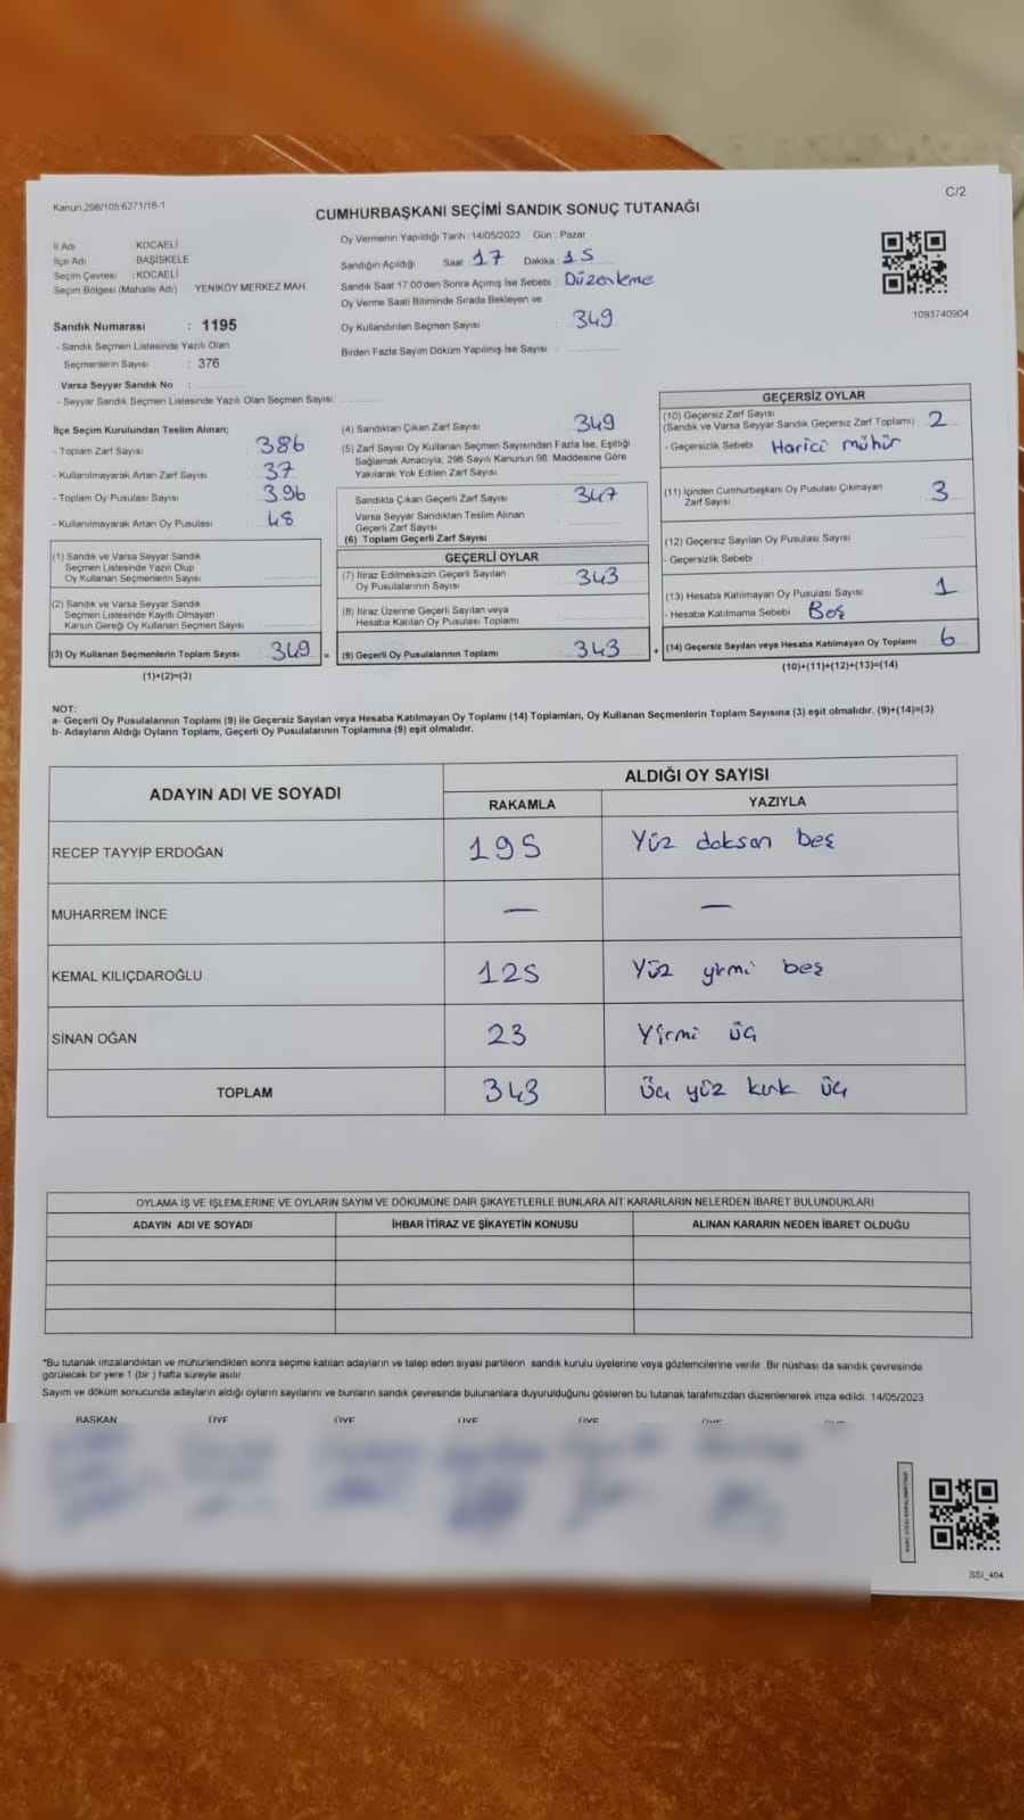 C/2
Kanun 298/105:6271/18-1
CUMHURBAŞKANI SEÇİMİ SANDIK SONUÇ TUTANAĞI
İl Adı : KOCAELİ
İlçe Adı : BAŞİSKELE
Seçim Çevresi : KOCAELİ
Seçim Bölgesi (Mahalle Adı) YENİKÖY MERKEZ MAH.
Sandık Numarası : 1195
- Sandık Seçmen Listesinde Yazılı Olan
Seçmenlerin Sayısı : 376
Varsa Seyyar Sandık No :
- Seyyar Sandık Seçmen Listesinde Yazılı Olan Seçmen Sayısı:
Oy Vermenin Yapıldığı Tarih : 14/05/2023 Gün : Pazar
Sandığın Açıldığı Saat : 17 Dakika : 15
Sandık Saat 17.00'den Sonra Açılmış İse Sebebi : Düzenleme
Oy Verme Saati Bitiminde Sırada Bekleyen ve
Oy Kullandırılan Seçmen Sayısı : 349
Birden Fazla Sayım Döküm Yapılmış İse Sayısı :
1093740904
İlçe Seçim Kurulundan Teslim Alınan;
- Toplam Zarf Sayısı 386
- Kullanılmayarak Artan Zarf Sayısı 37
- Toplam Oy Pusulası Sayısı 396
- Kullanılmayarak Artan Oy Pusulası 48
(1) Sandık ve Varsa Seyyar Sandık
Seçmen Listesinde Yazılı Olup
Oy Kullanan Seçmenlerin Sayısı
(2) Sandık ve Varsa Seyyar Sandık
Seçmen Listesinde Kayıtlı Olmayan
Kanun Gereği Oy Kullanan Seçmen Sayısı
(3) Oy Kullanan Seçmenlerin Toplam Sayısı 349 =
(1)+(2)=(3)
(4) Sandıktan Çıkan Zarf Sayısı 349
(5) Zarf Sayısı Oy Kullanan Seçmen Sayısından Fazla İse, Eşitliği
Sağlamak Amacıyla, 298 Sayılı Kanunun 98. Maddesine Göre
Yakılarak Yok Edilen Zarf Sayısı
Sandıkta Çıkan Geçerli Zarf Sayısı 347
Varsa Seyyar Sandıktan Teslim Alınan
Geçerli Zarf Sayısı
(6) Toplam Geçerli Zarf Sayısı
GEÇERLİ OYLAR
(7) İtiraz Edilmeksizin Geçerli Sayılan
Oy Pusulalarının Sayısı 343
(8) İtiraz Üzerine Geçerli Sayılan veya
Hesaba Katılan Oy Pusulası Toplamı
(9) Geçerli Oy Pusulalarının Toplamı 343 +
GEÇERSİZ OYLAR
(10) Geçersiz Zarf Sayısı
(Sandık ve Varsa Seyyar Sandık Geçersiz Zarf Toplamı) 2
- Geçersizlik Sebebi : Harici mühür
(11) İçinden Cumhurbaşkanı Oy Pusulası Çıkmayan
Zarf Sayısı 3
(12) Geçersiz Sayılan Oy Pusulası Sayısı
- Geçersizlik Sebebi :
(13) Hesaba Katılmayan Oy Pusulası Sayısı 1
- Hesaba Katılmama Sebebi : Boş
(14) Geçersiz Sayılan veya Hesaba Katılmayan Oy Toplamı 6
(10)+(11)+(12)+(13)=(14)
NOT:
a- Geçerli Oy Pusulalarının Toplamı (9) ile Geçersiz Sayılan veya Hesaba Katılmayan Oy Toplamı (14) Toplamları, Oy Kullanan Seçmenlerin Toplam Sayısına (3) eşit olmalıdır. (9)+(14)=(3)
b- Adayların Aldığı Oyların Toplamı, Geçerli Oy Pusulalarının Toplamına (9) eşit olmalıdır.
ADAYIN ADI VE SOYADI
ALDIĞI OY SAYISI
RAKAMLA YAZIYLA
RECEP TAYYİP ERDOĞAN 195 Yüz doksan beş
MUHARREM İNCE — —
KEMAL KILIÇDAROĞLU 125 Yüz yirmi beş
SİNAN OĞAN 23 Yirmi üç
TOPLAM 343 Üç yüz kırk üç
OYLAMA İŞ VE İŞLEMLERİNE VE OYLARIN SAYIM VE DÖKÜMÜNE DAİR ŞİKAYETLERLE BUNLARA AİT KARARLARIN NELERDEN İBARET BULUNDUKLARI
ADAYIN ADI VE SOYADI İHBAR İTİRAZ VE ŞİKAYETİN KONUSU ALINAN KARARIN NEDEN İBARET OLDUĞU
*Bu tutanak imzalandıktan ve mühürlendikten sonra seçime katılan adayların ve talep eden siyasi partilerin sandık kurulu üyelerine veya gözlemcilerine verilir. Bir nüshası da sandık çevresinde
görülecek bir yere 1 (bir ) hafta süreyle asılır.
Sayım ve döküm sonucunda adayların aldığı oyların sayılarını ve bunların sandık çevresinde bulunanlara duyurulduğunu gösteren bu tutanak tarafımızdan düzenlenerek imza edildi. 14/05/2023
BAŞKAN ÜYE ÜYE ÜYE ÜYE ÜYE
SSI_404